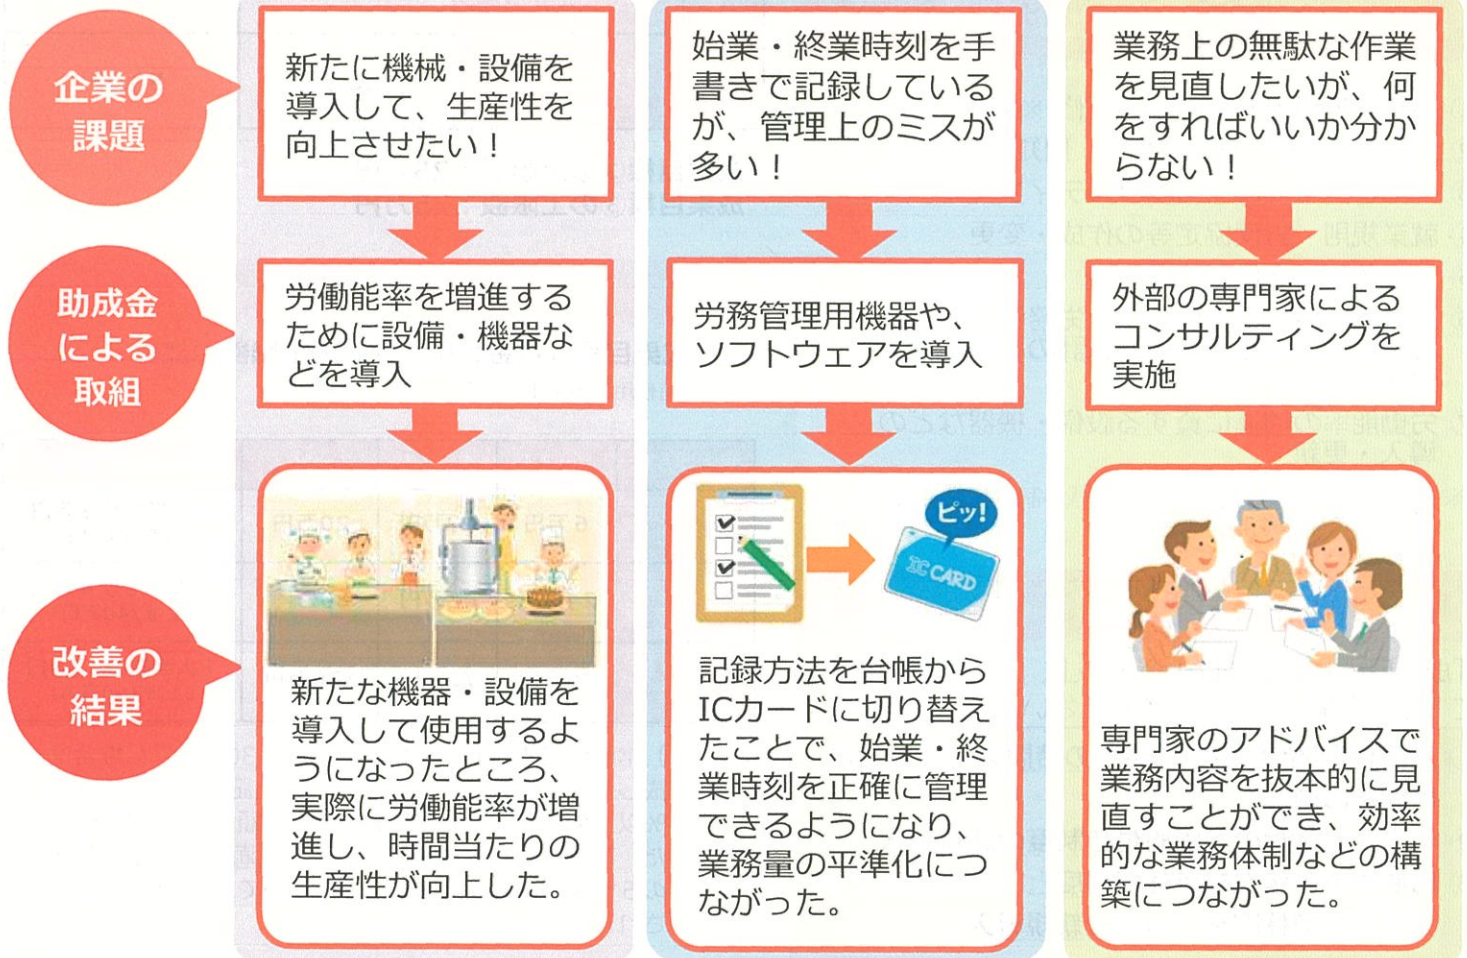 企業の
課題
新たに機械・設備を
導入して、生産性を
向上させたい！
始業・終業時刻を手
書きで記録している
が、管理上のミスが
多い！
業務上の無駄な作業
を見直したいが、何
をすればいいか分か
らない！
助成金
による
取組
労働能率を増進する
ために設備・機器な
どを導入
労務管理用機器や、
ソフトウェアを導入
外部の専門家による
コンサルティングを
実施
改善の
結果
新たな機器・設備を
導入して使用するよ
うになったところ、
実際に労働能率が増
進し、時間当たりの
生産性が向上した。
ピッ!
IC CARD
記録方法を台帳から
ICカードに切り替え
たことで、始業・終
業時刻を正確に管理
できるようになり、
業務量の平準化につ
ながった。
専門家のアドバイスで
業務内容を抜本的に見
直すことができ、効率
的な業務体制などの構
築につながった。